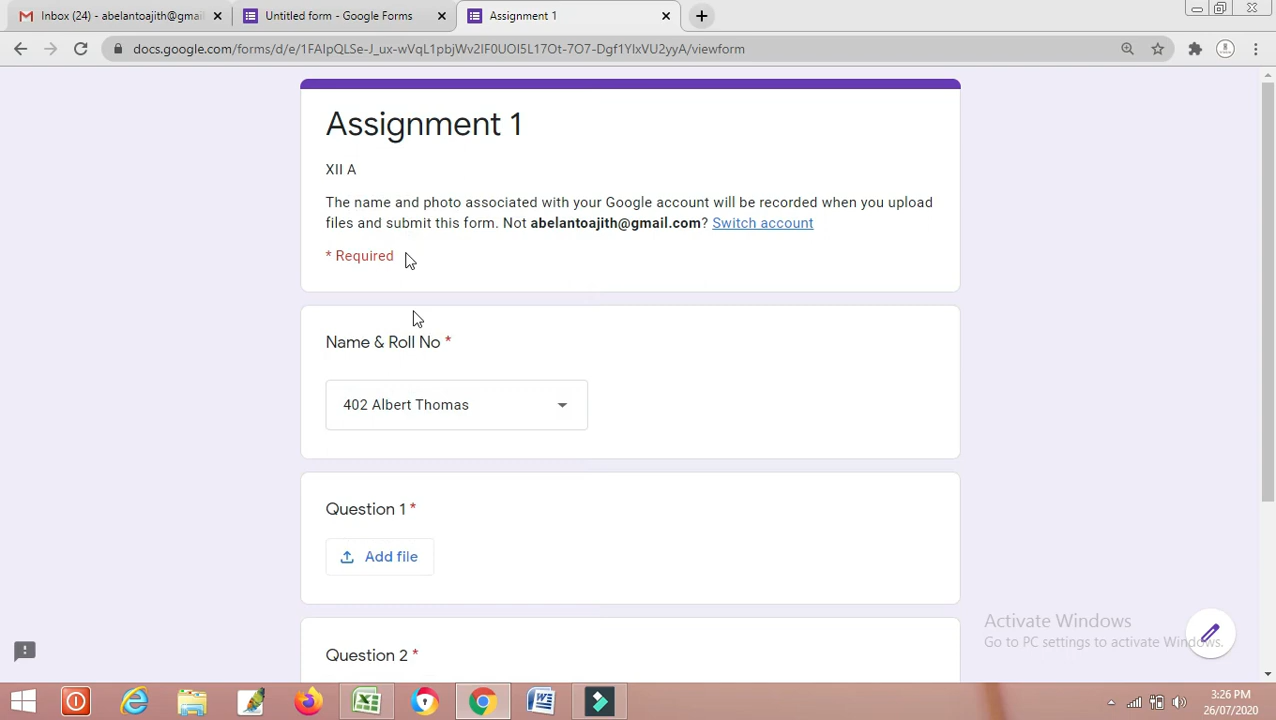 Inbox (24) - abelantoajith@gmail
Untitled form - Google Forms
Assignment 1
docs.google.com/forms/d/e/1FAIpQLSe-J_ux-wVqL1pbjWv2IF0UOI5L17Ot-7O7-Dgf1YIxVU2yyA/viewform
Assignment 1
XII A
The name and photo associated with your Google account will be recorded when you upload
files and submit this form. Not abelantoajith@gmail.com? Switch account
* Required
Name & Roll No *
402 Albert Thomas
Question 1 *
Add file
Activate Windows
Go to PC settings to activate Windows.
Question 2 *
3:26 PM
26/07/2020